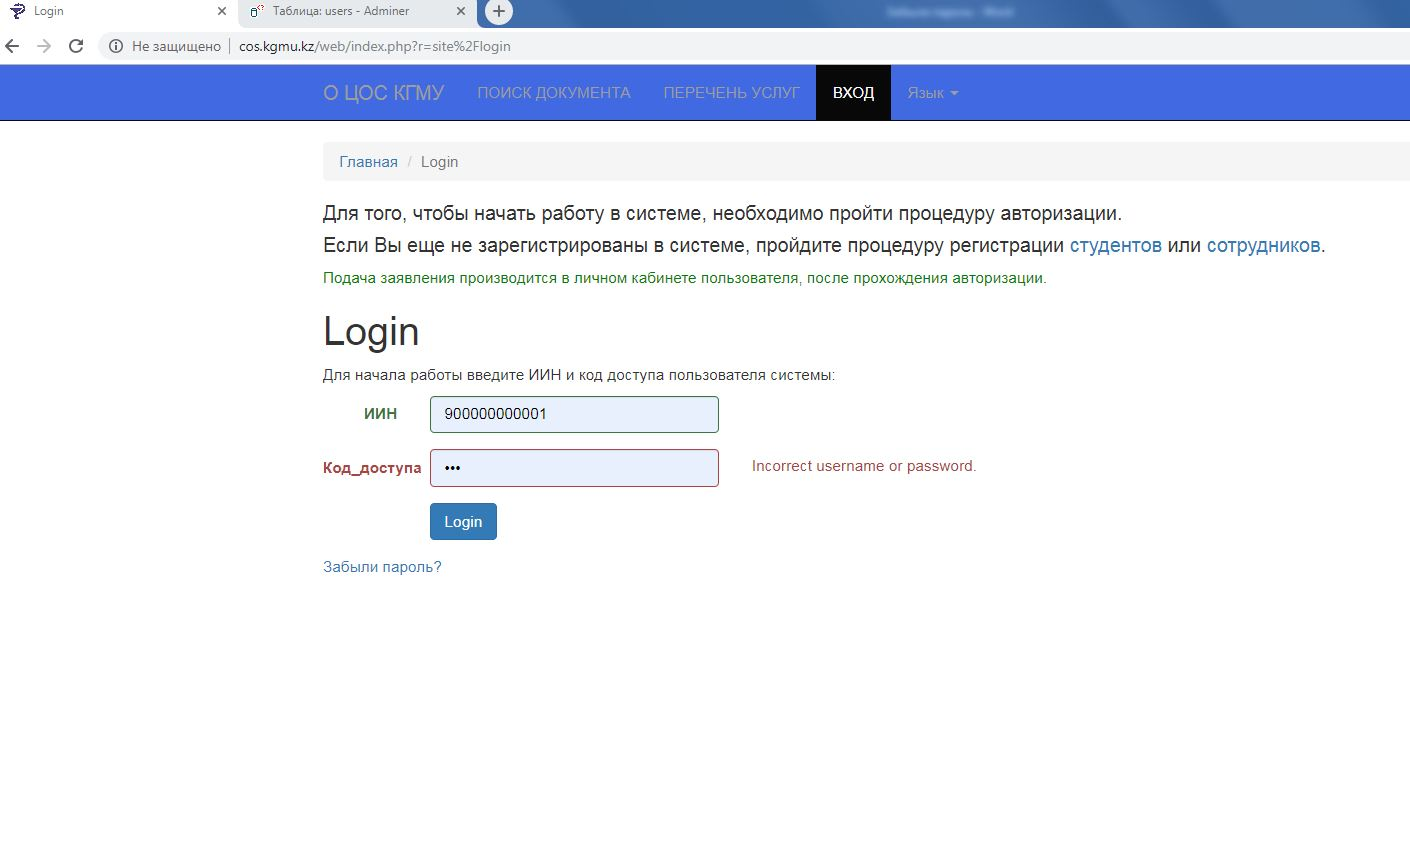 Login
Таблица: users - Adminer
Не защищено
cos.kgmu.kz/web/index.php?r=site%2Flogin
О ЦОС КГМУ ПОИСК ДОКУМЕНТА ПЕРЕЧЕНЬ УСЛУГ ВХОД Язык
Главная / Login
Для того, чтобы начать работу в системе, необходимо пройти процедуру авторизации.
Если Вы еще не зарегистрированы в системе, пройдите процедуру регистрации студентов или сотрудников.
Подача заявления производится в личном кабинете пользователя, после прохождения авторизации.
Login
Для начала работы введите ИИН и код доступа пользователя системы:
ИИН 900000000001
Код_доступа ••• Incorrect username or password.
Login
Забыли пароль?